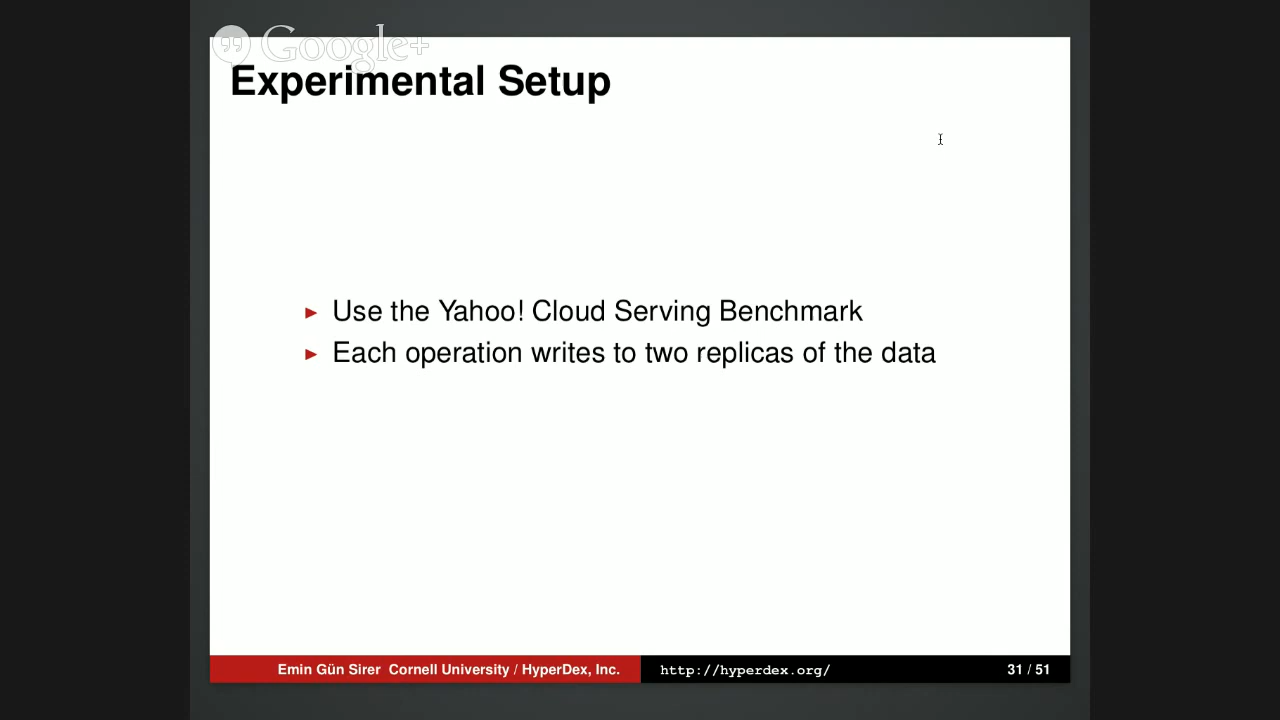 Google+
Experimental Setup
▶ Use the Yahoo! Cloud Serving Benchmark
▶ Each operation writes to two replicas of the data
Emin Gün Sirer Cornell University / HyperDex, Inc. http://hyperdex.org/ 31 / 51